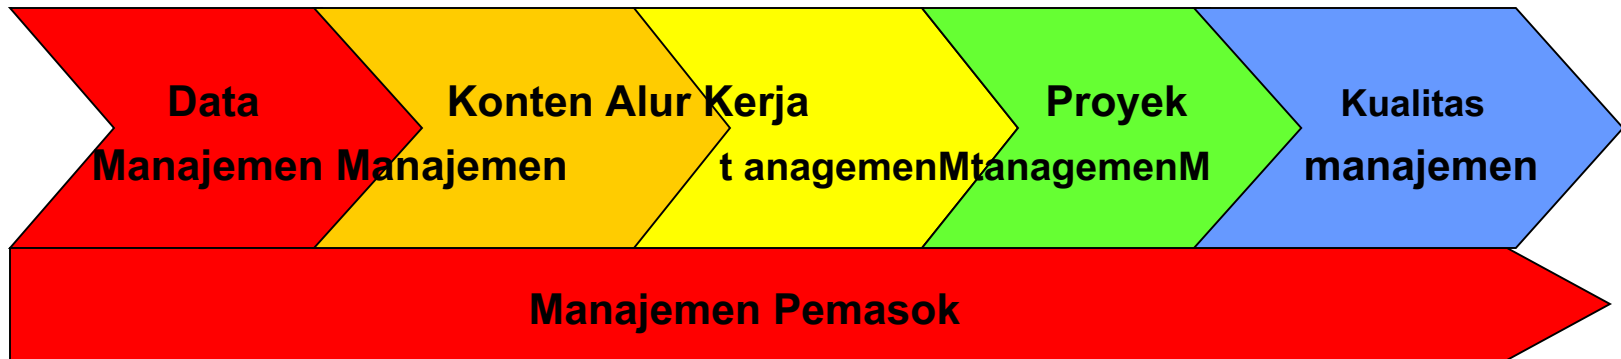 Data Konten Alur Kerja Proyek Kualitas
Manajemen Manajemen t anagemenMtanagemenM manajemen
Manajemen Pemasok